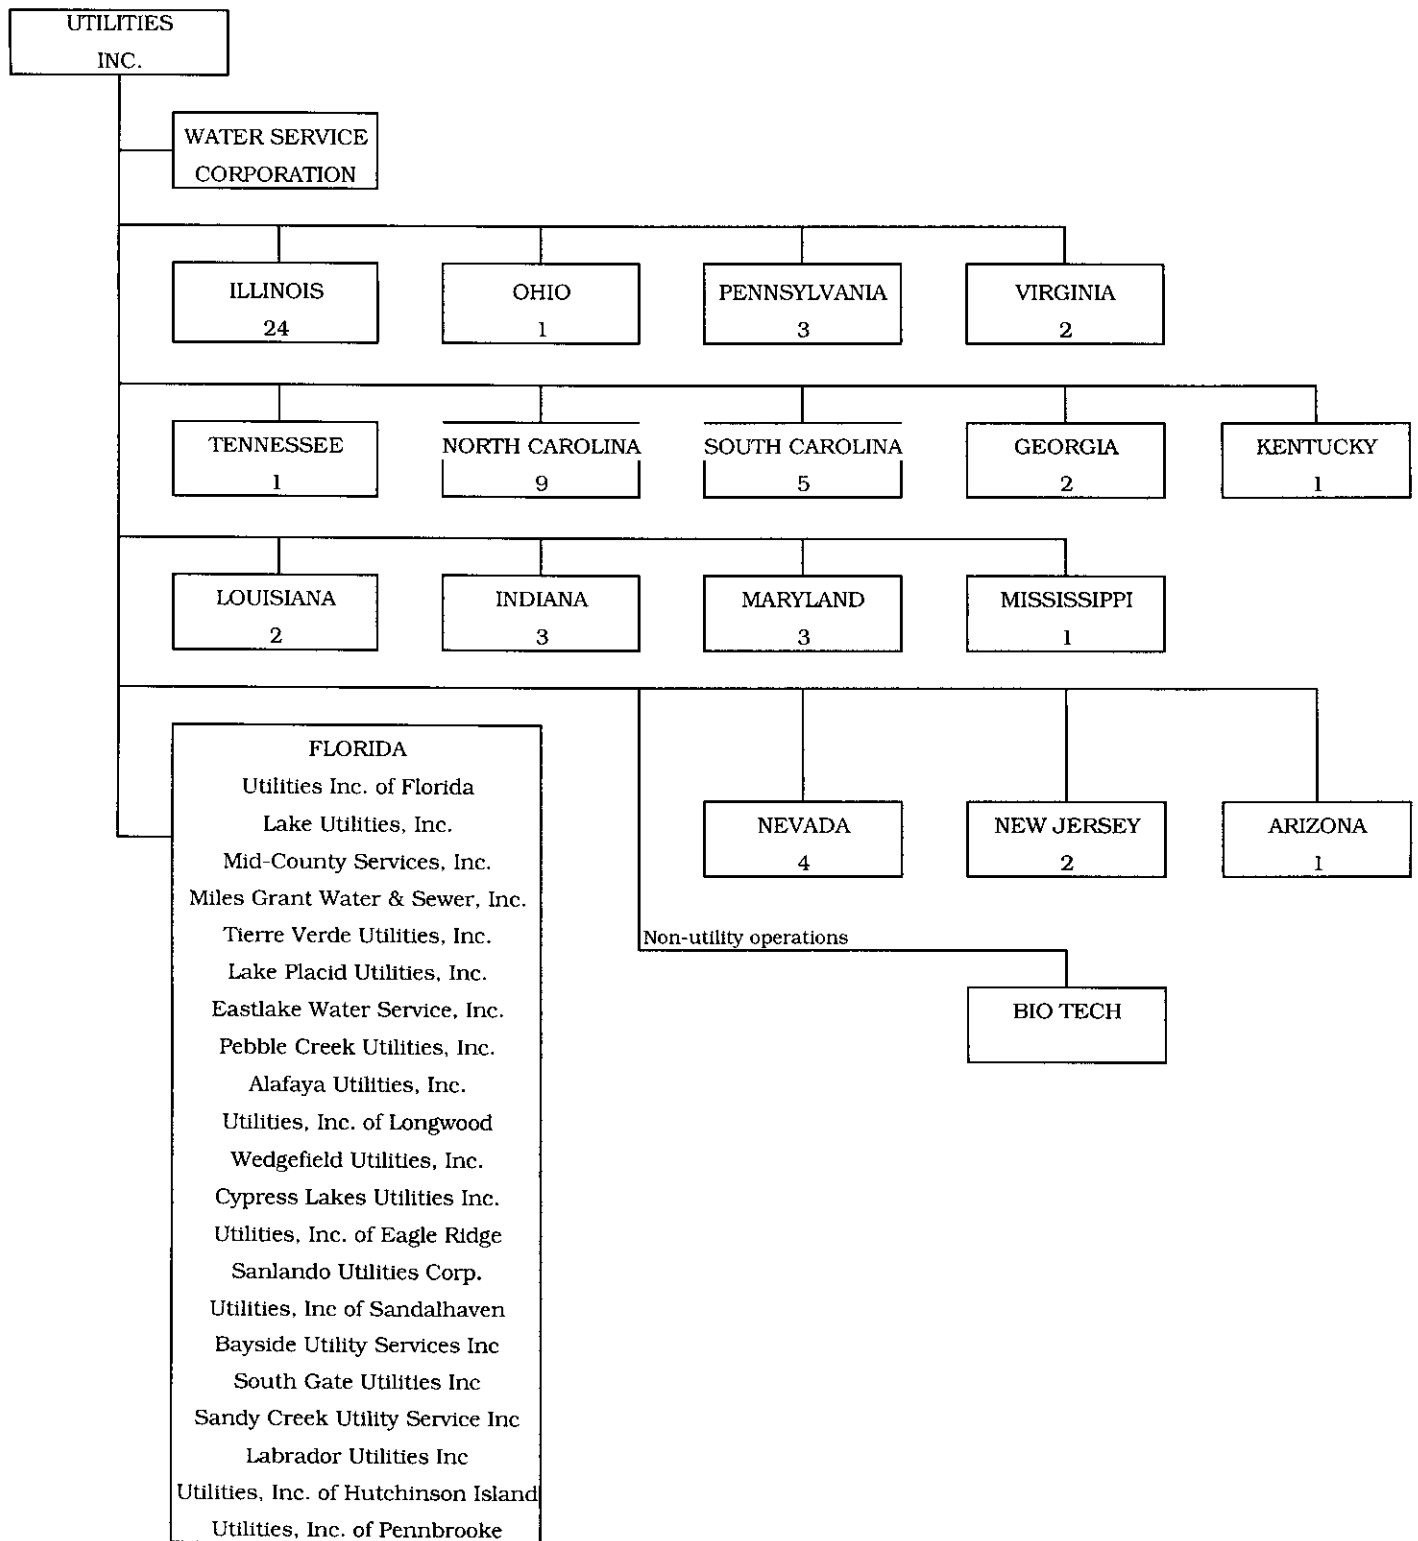 UTILITIES
INC.
WATER SERVICE
CORPORATION
ILLINOIS
24
OHIO
1
PENNSYLVANIA
3
VIRGINIA
2
TENNESSEE
1
NORTH CAROLINA
9
SOUTH CAROLINA
5
GEORGIA
2
KENTUCKY
1
LOUISIANA
2
INDIANA
3
MARYLAND
3
MISSISSIPPI
1
FLORIDA
Utilities Inc. of Florida
Lake Utilities, Inc.
Mid-County Services, Inc.
Miles Grant Water & Sewer, Inc.
Tierre Verde Utilities, Inc.
Lake Placid Utilities, Inc.
Eastlake Water Service, Inc.
Pebble Creek Utilities, Inc.
Alafaya Utilities, Inc.
Utilities, Inc. of Longwood
Wedgefield Utilities, Inc.
Cypress Lakes Utilities Inc.
Utilities, Inc. of Eagle Ridge
Sanlando Utilities Corp.
Utilities, Inc of Sandalhaven
Bayside Utility Services Inc
South Gate Utilities Inc
Sandy Creek Utility Service Inc
Labrador Utilities Inc
Utilities, Inc. of Hutchinson Island
Utilities, Inc. of Pennbrooke
NEVADA
4
NEW JERSEY
2
ARIZONA
1
Non-utility operations
BIO TECH